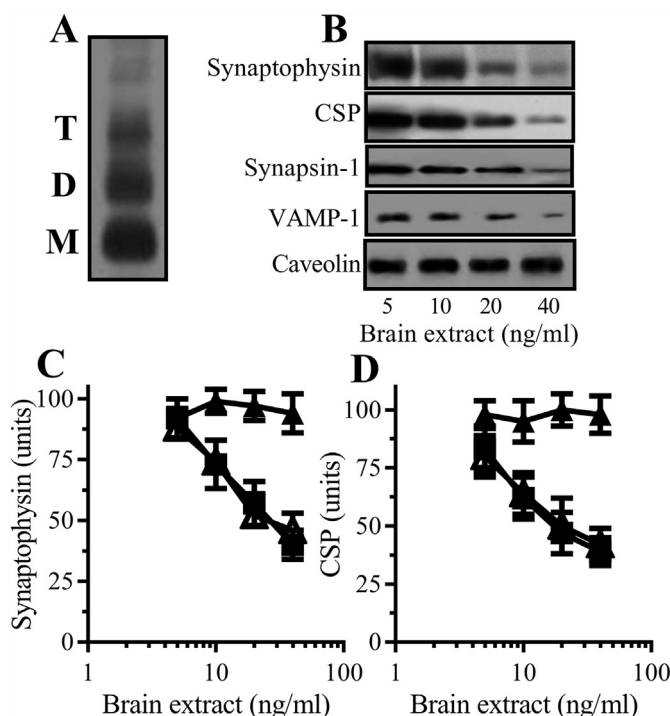 A
T
D
M
B
Synaptophysin
CSP
Synapsin-1
VAMP-1
Caveolin
5 10 20 40
Brain extract (ng/ml)
C
Synaptophysin (units)
100
75
50
25
0
1 10 100
Brain extract (ng/ml)
D
CSP (units)
100
75
50
25
0
1 10 100
Brain extract (ng/ml)